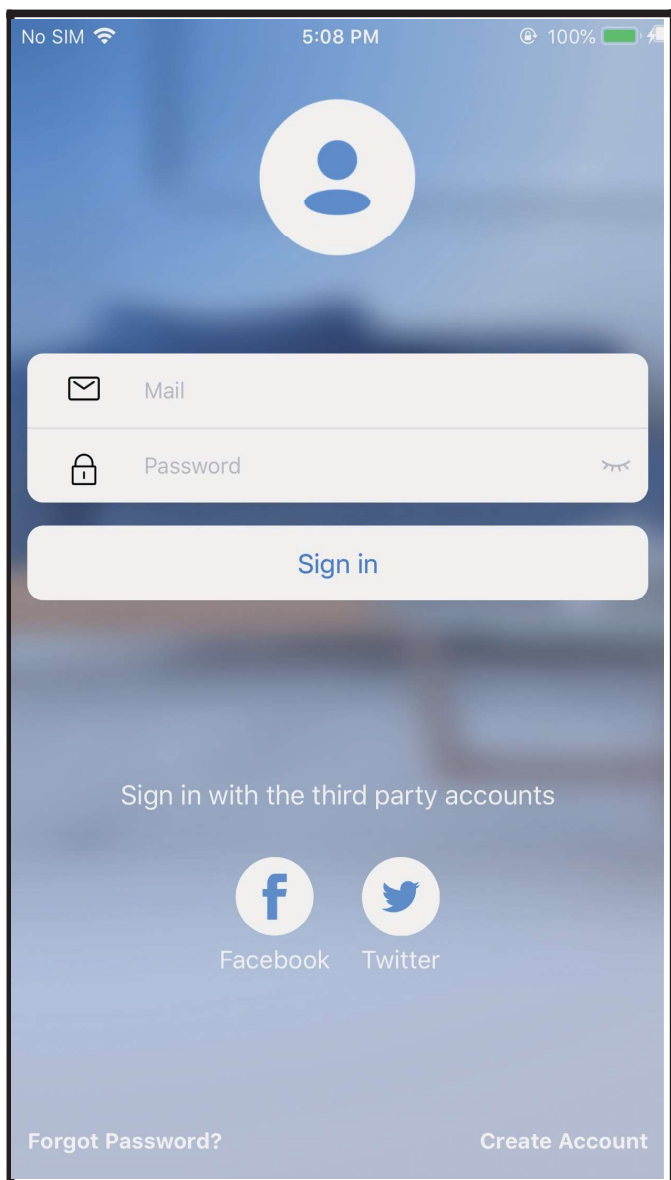 No SIM 5:08 PM 100%
Mail
Password
Sign in
Sign in with the third party accounts
Facebook Twitter
Forgot Password? Create Account